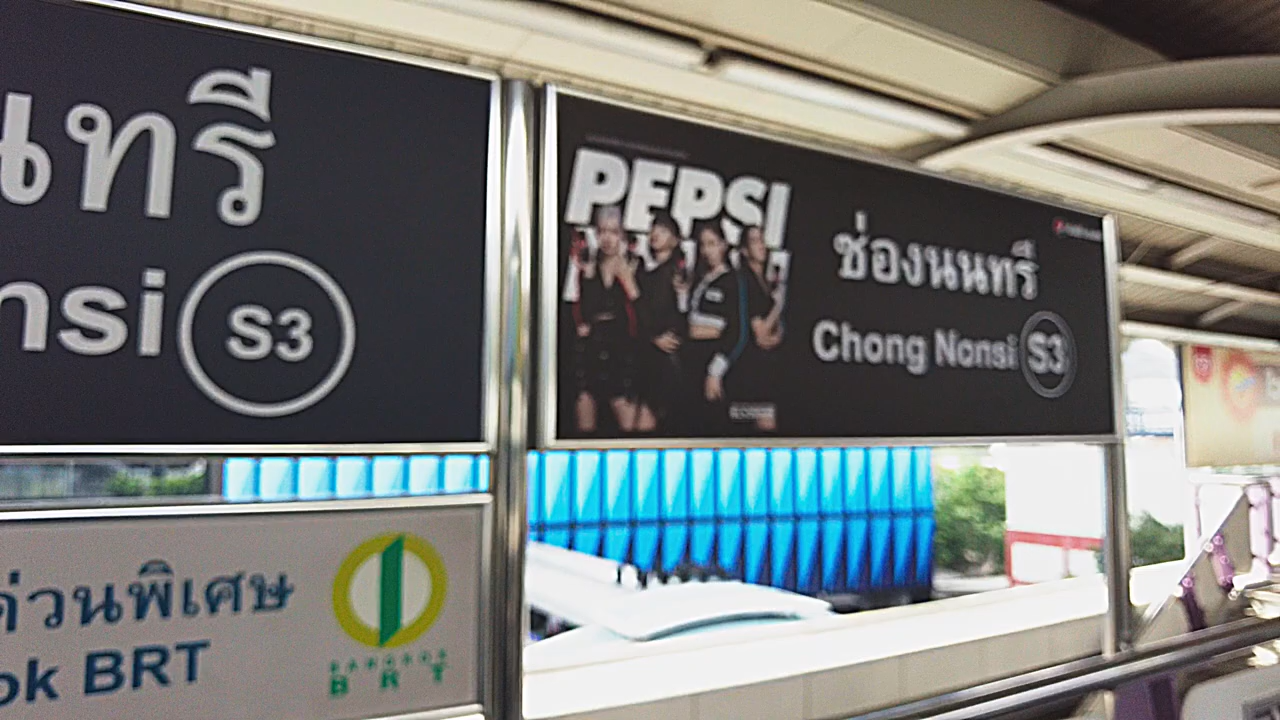 นทรี
nsi S3
ด่วนพิเศษ
ok BRT
BANGKOK
BRT
PEPSI
ช่องนนทรี
Chong Nonsi S3